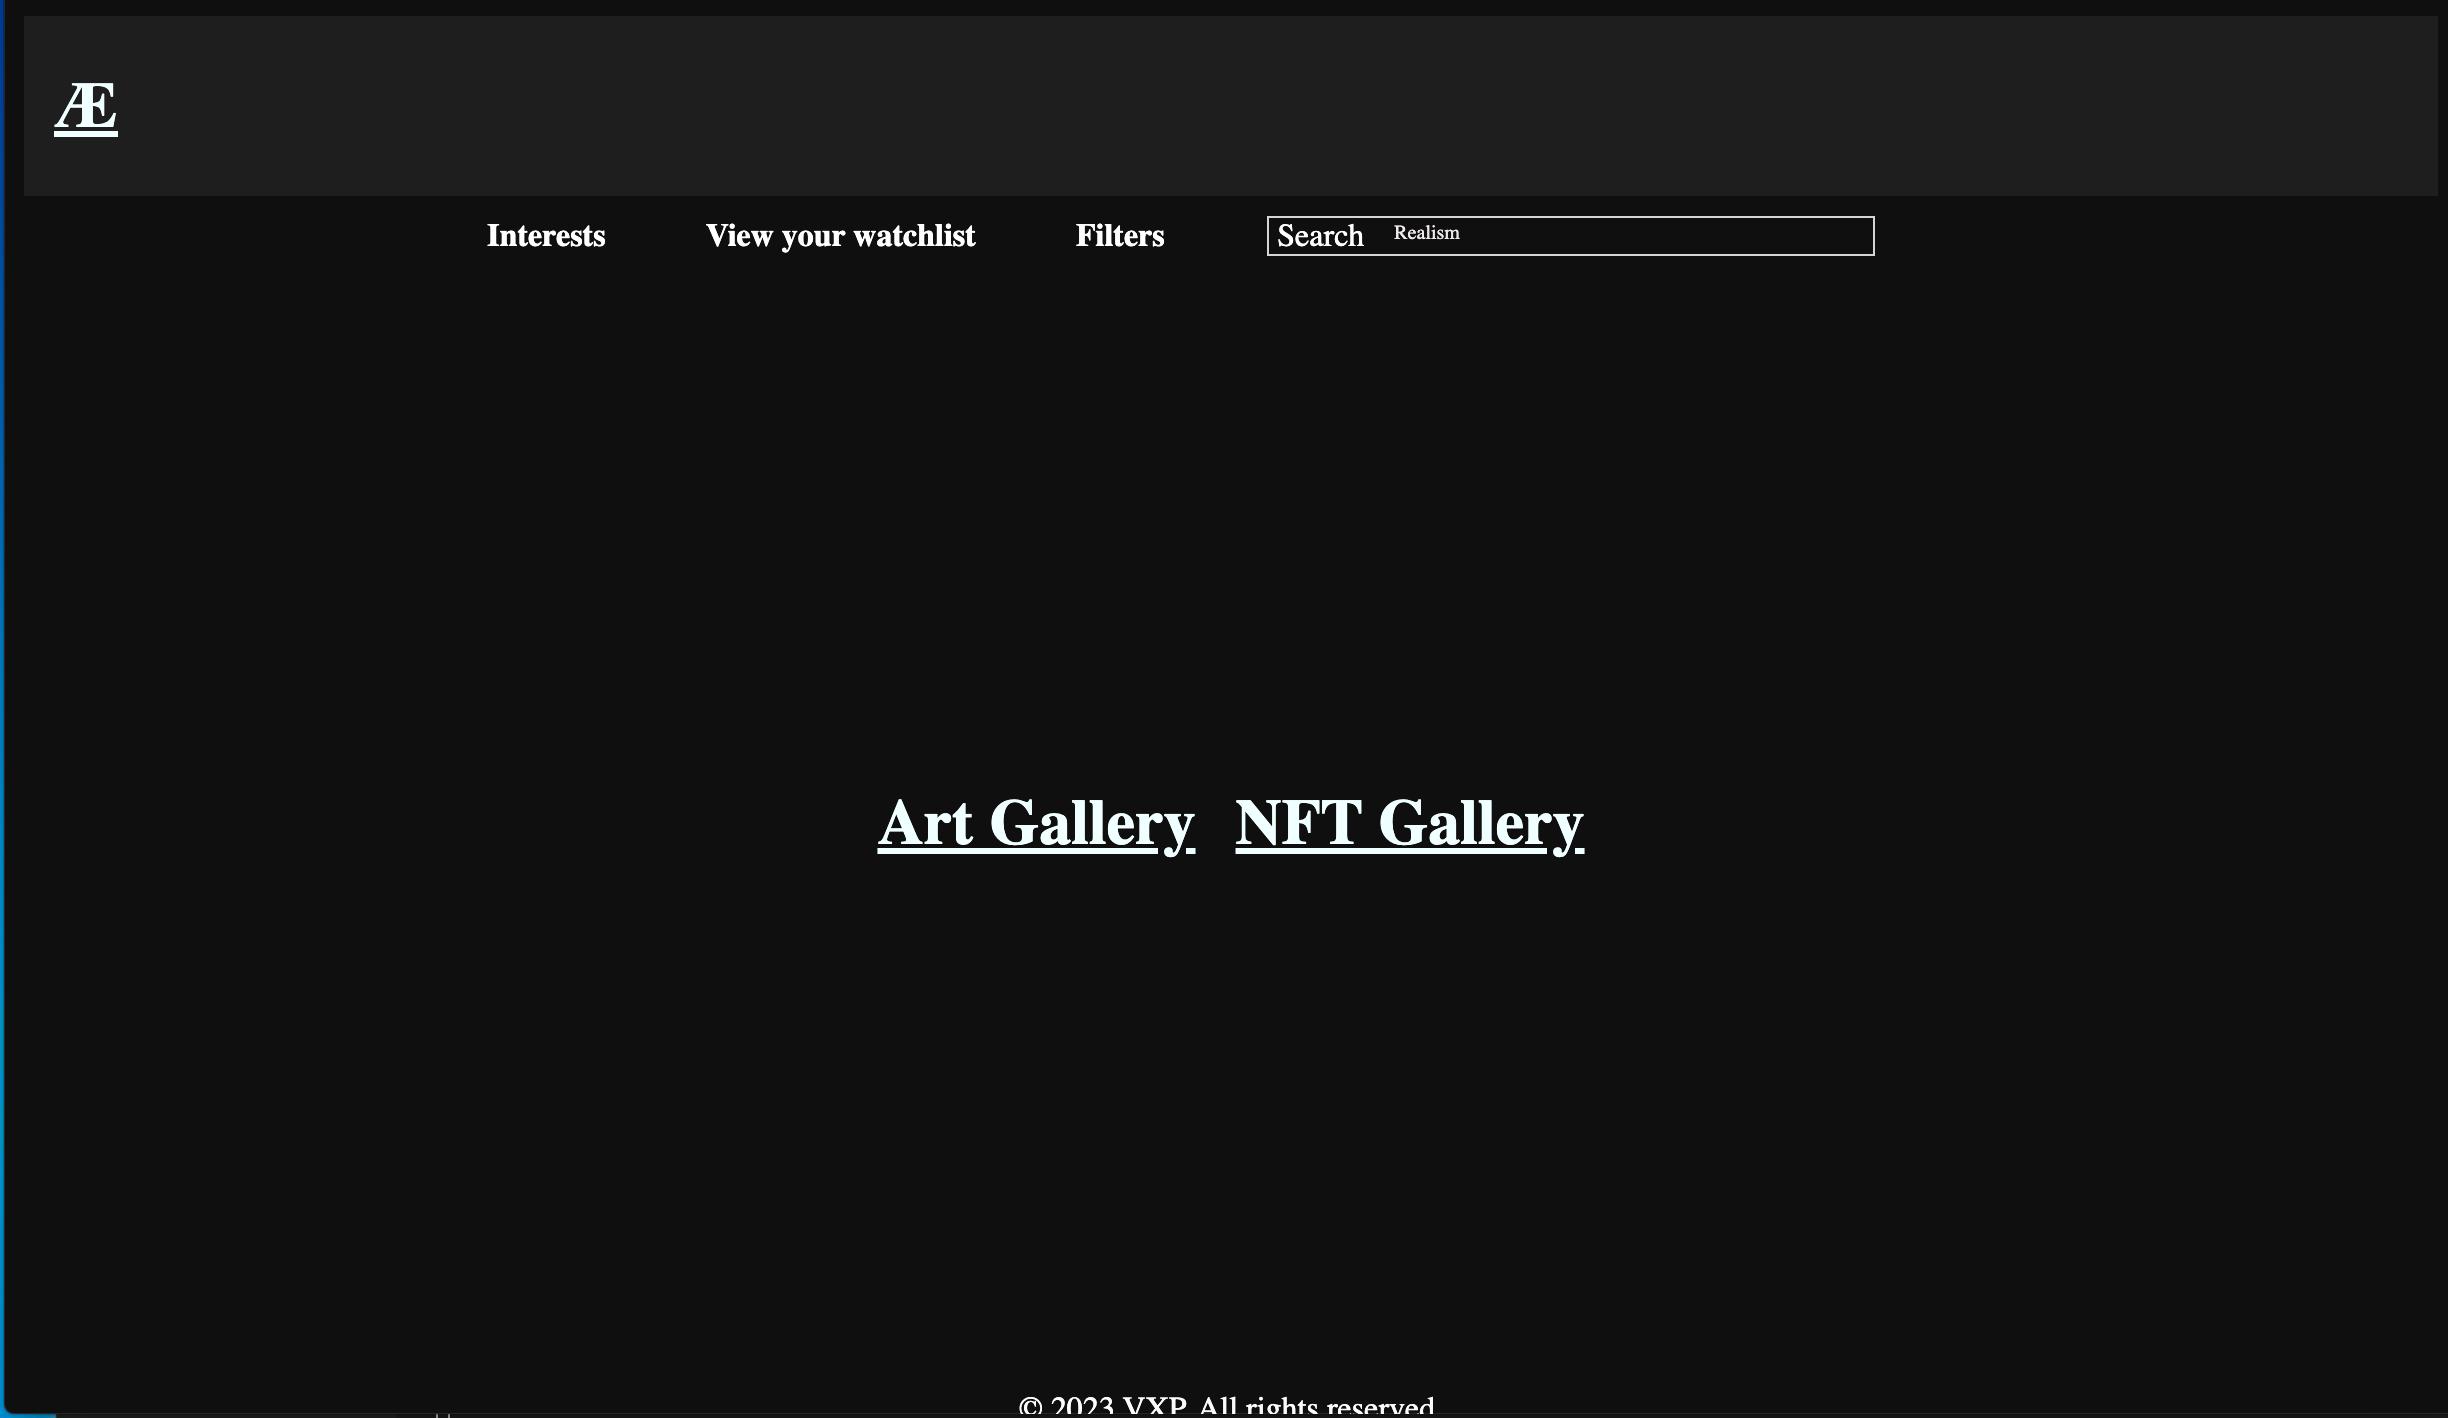 Æ
Interests View your watchlist Filters Search Realism
Art Gallery NFT Gallery
© 2023 VXP. All rights reserved.